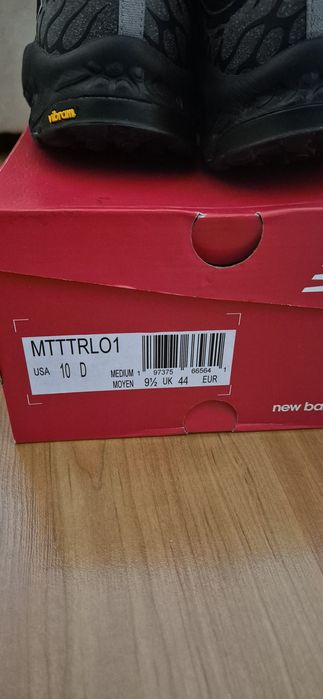 vibram
MTTTRLO1
USA 10 D MEDIUM
MOYEN 9½ UK 44 EUR
1 97375 66564 1
new ba